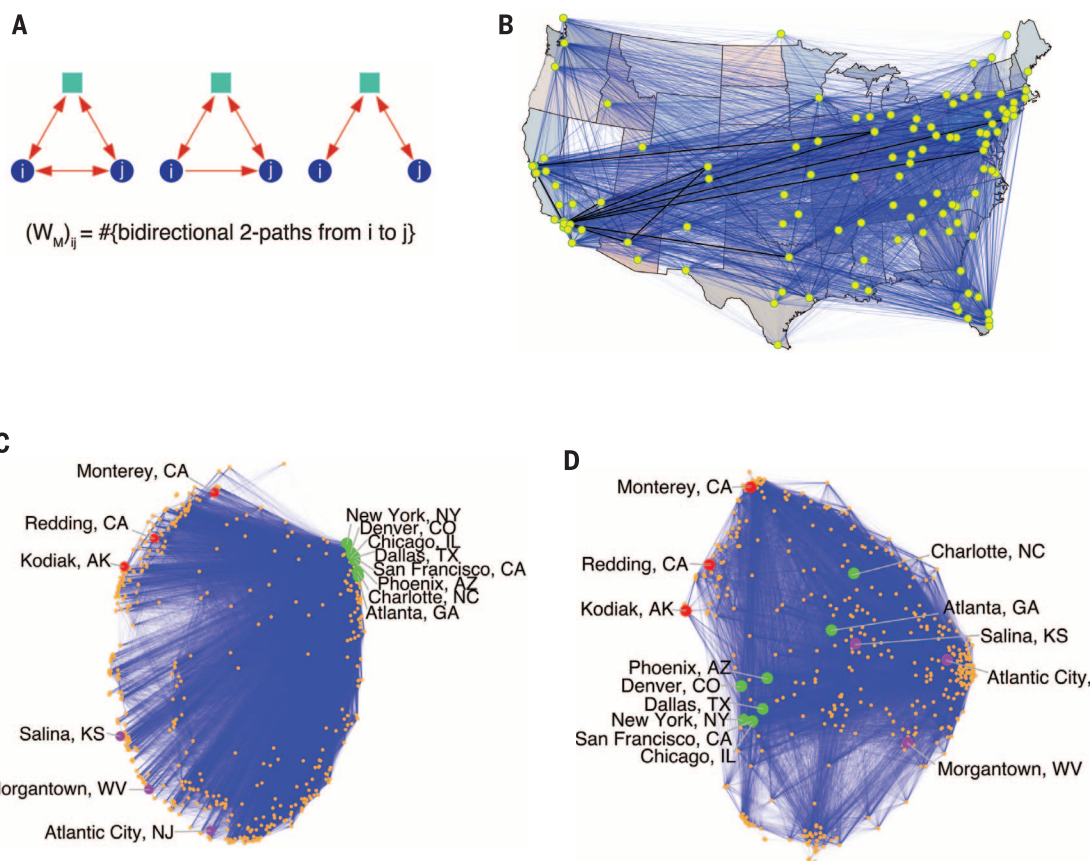 A
i j i j i j
(W_M)_ij = #{bidirectional 2-paths from i to j}
B
C
Monterey, CA
Redding, CA
Kodiak, AK
New York, NY
Denver, CO
Chicago, IL
Dallas, TX
San Francisco, CA
Phoenix, AZ
Charlotte, NC
Atlanta, GA
Salina, KS
organtown, WV
Atlantic City, NJ
D
Monterey, CA
Redding, CA
Kodiak, AK
Charlotte, NC
Atlanta, GA
Salina, KS
Atlantic City,
Phoenix, AZ
Denver, CO
Dallas, TX
New York, NY
San Francisco, CA
Chicago, IL
Morgantown, WV